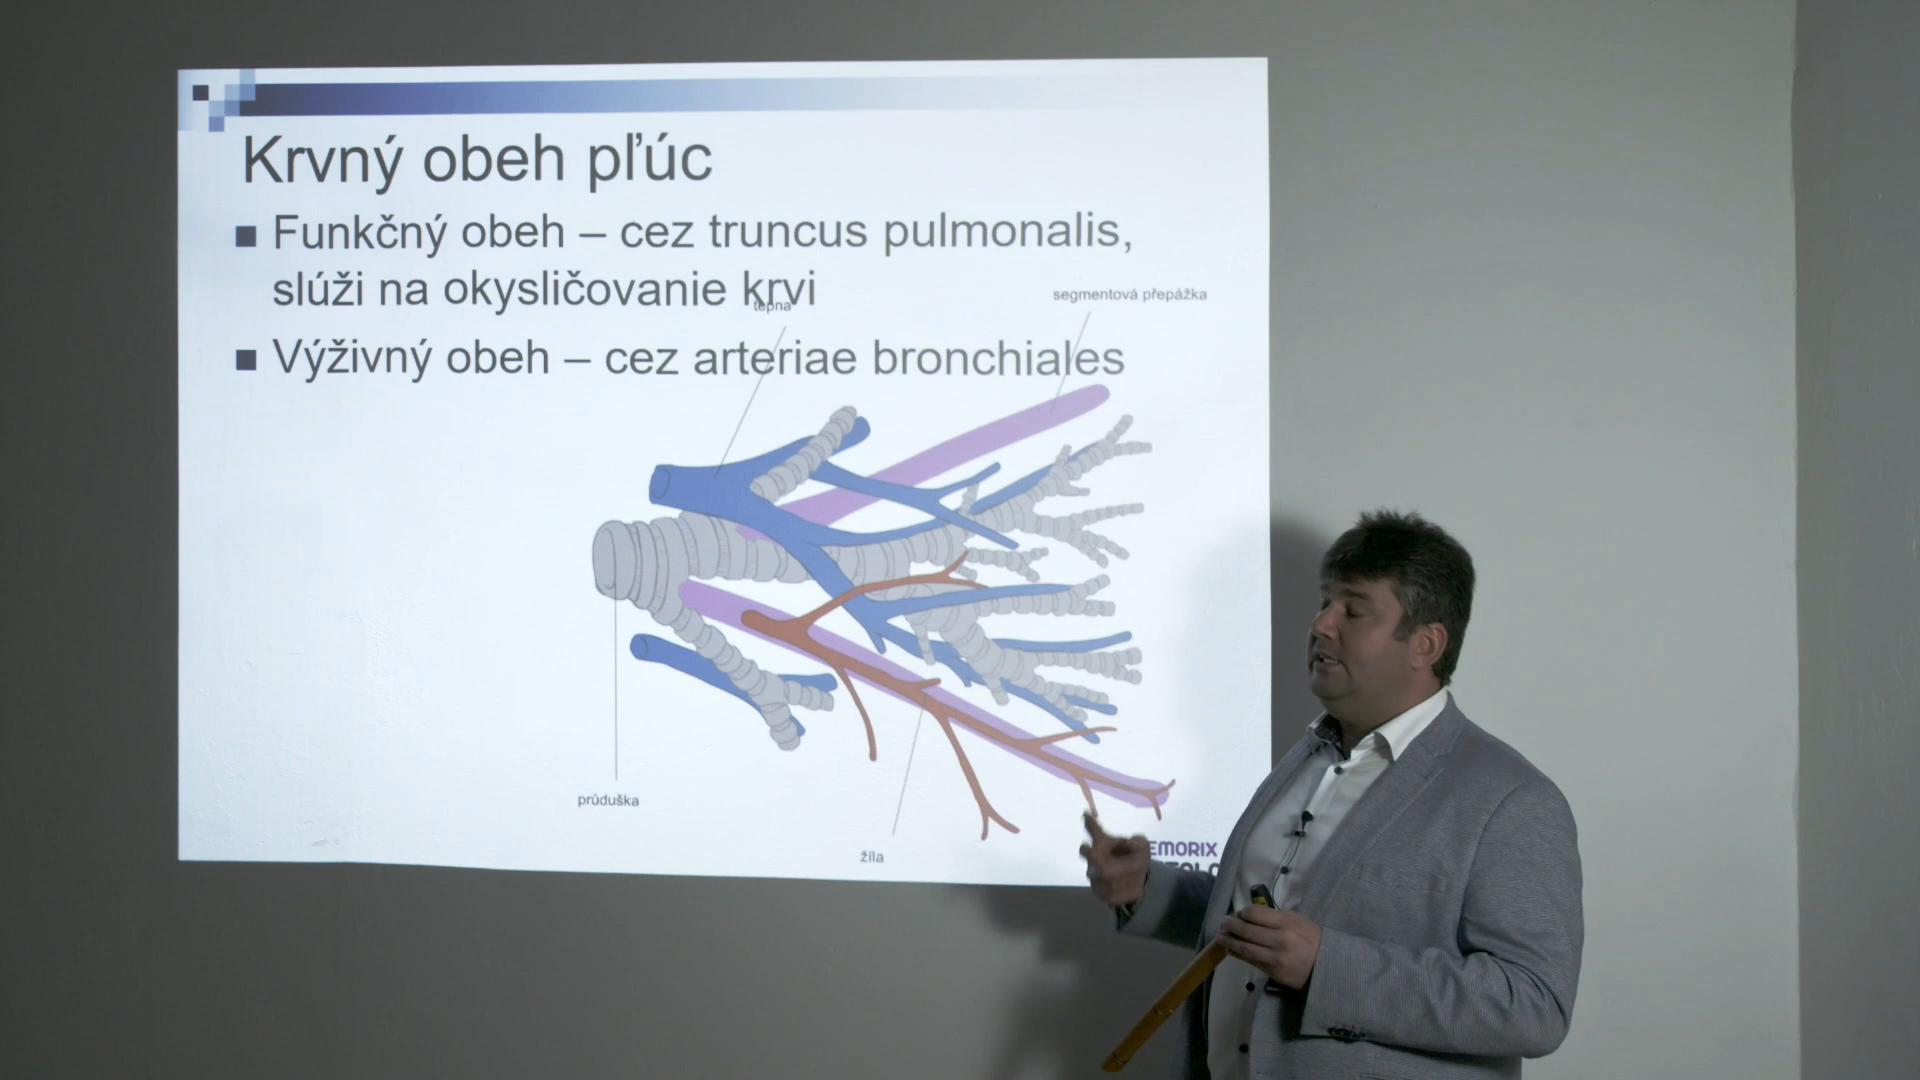 Krvný obeh pľúc
■ Funkčný obeh – cez truncus pulmonalis,
slúži na okysličovanie krvi
tepna
segmentová přepážka
■ Výživný obeh – cez arteriae bronchiales
průduška
žíla
EMORIX